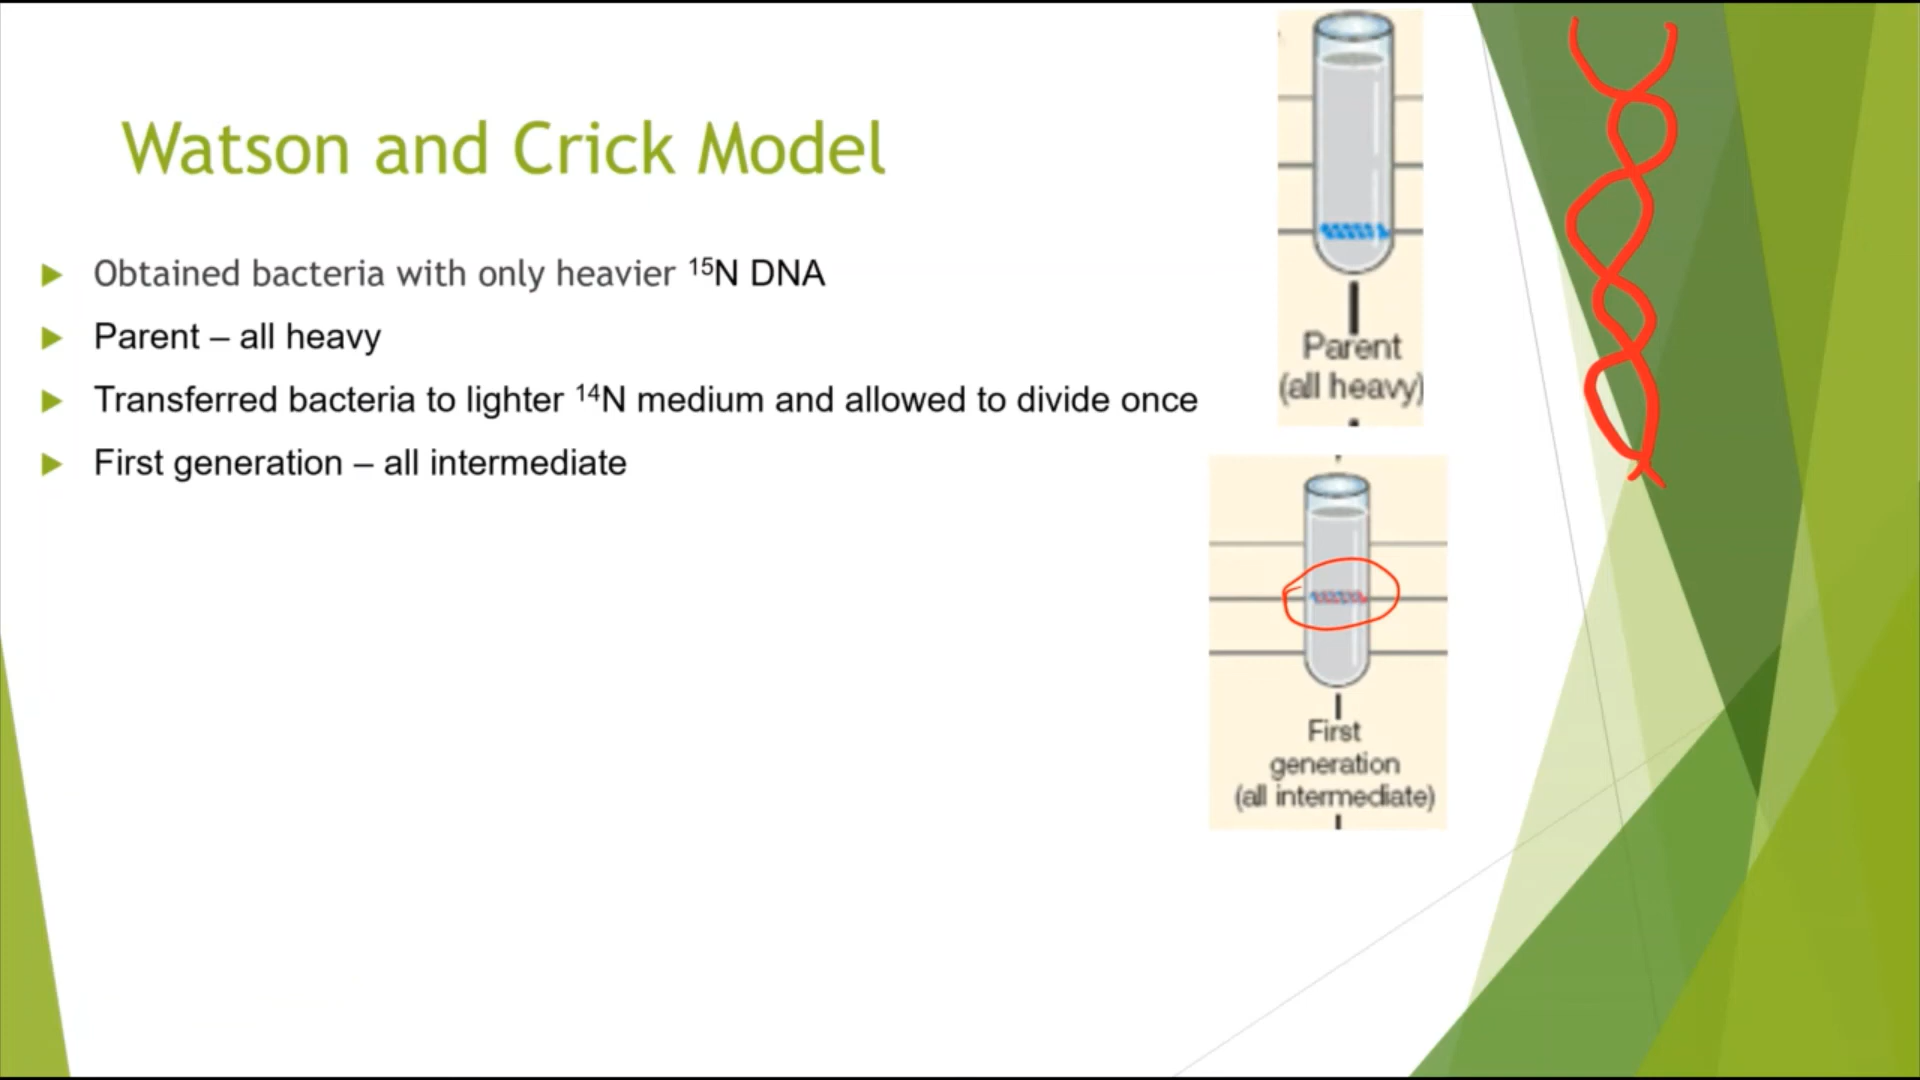 Watson and Crick Model
Obtained bacteria with only heavier ¹⁵N DNA
Parent – all heavy
Transferred bacteria to lighter ¹⁴N medium and allowed to divide once
First generation – all intermediate
Parent
(all heavy)
First
generation
(all intermediate)